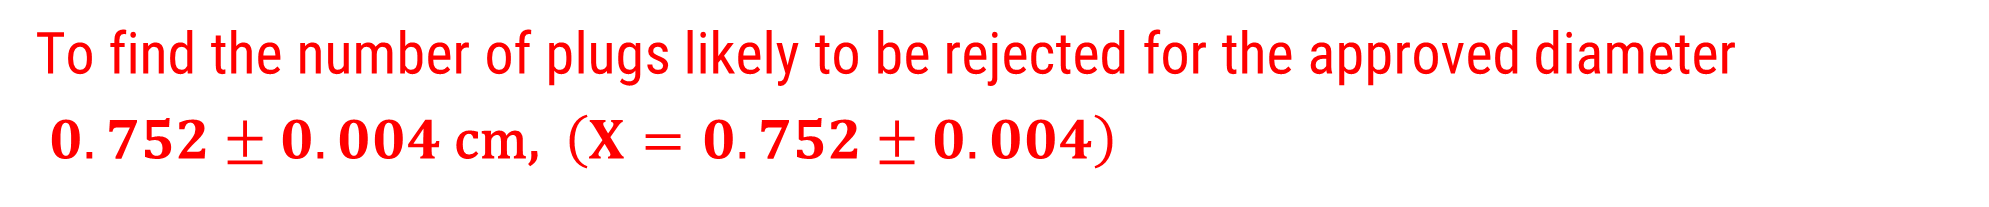 To find the number of plugs likely to be rejected for the approved diameter
0.752 ± 0.004 cm, (X = 0.752 ± 0.004)